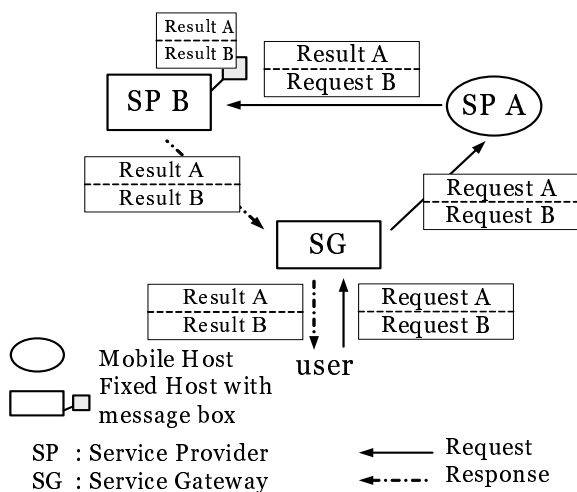 Result A
Result B
Result A
Request B
SP B
SP A
Result A
Result B
Request A
Request B
SG
Result A
Result B
Request A
Request B
user
Mobile Host
Fixed Host with
message box
SP : Service Provider
Request
SG : Service Gateway
Response